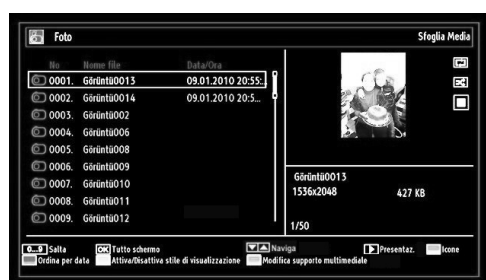 Foto
Sfoglia Media
No Nome file Data/Ora
0001. Görüntü0013 09.01.2010 20:55:..
0002. Görüntü0014 09.01.2010 20:5...
0003. Görüntü002
0004. Görüntü006
0005. Görüntü008
0006. Görüntü009
0007. Görüntü010
0008. Görüntü011
0009. Görüntü012
Görüntü0013
1536x2048 427 KB
1/50
0...9 Salta OK Tutto schermo Naviga Presentaz. Icone
Ordina per data Attiva/Disattiva stile di visualizzazione Modifica supporto multimediale